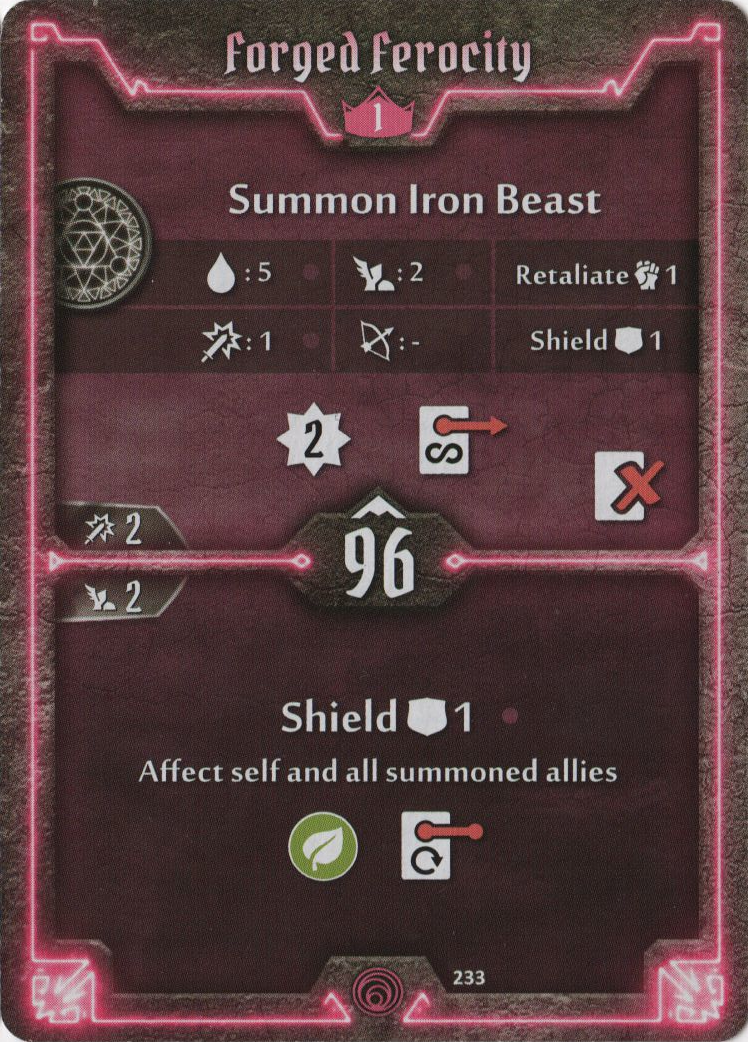 Forged Ferocity
1
Summon Iron Beast
: 5 : 2 Retaliate 1
: 1 : - Shield 1
2
2
96
2
Shield 1
Affect self and all summoned allies
233